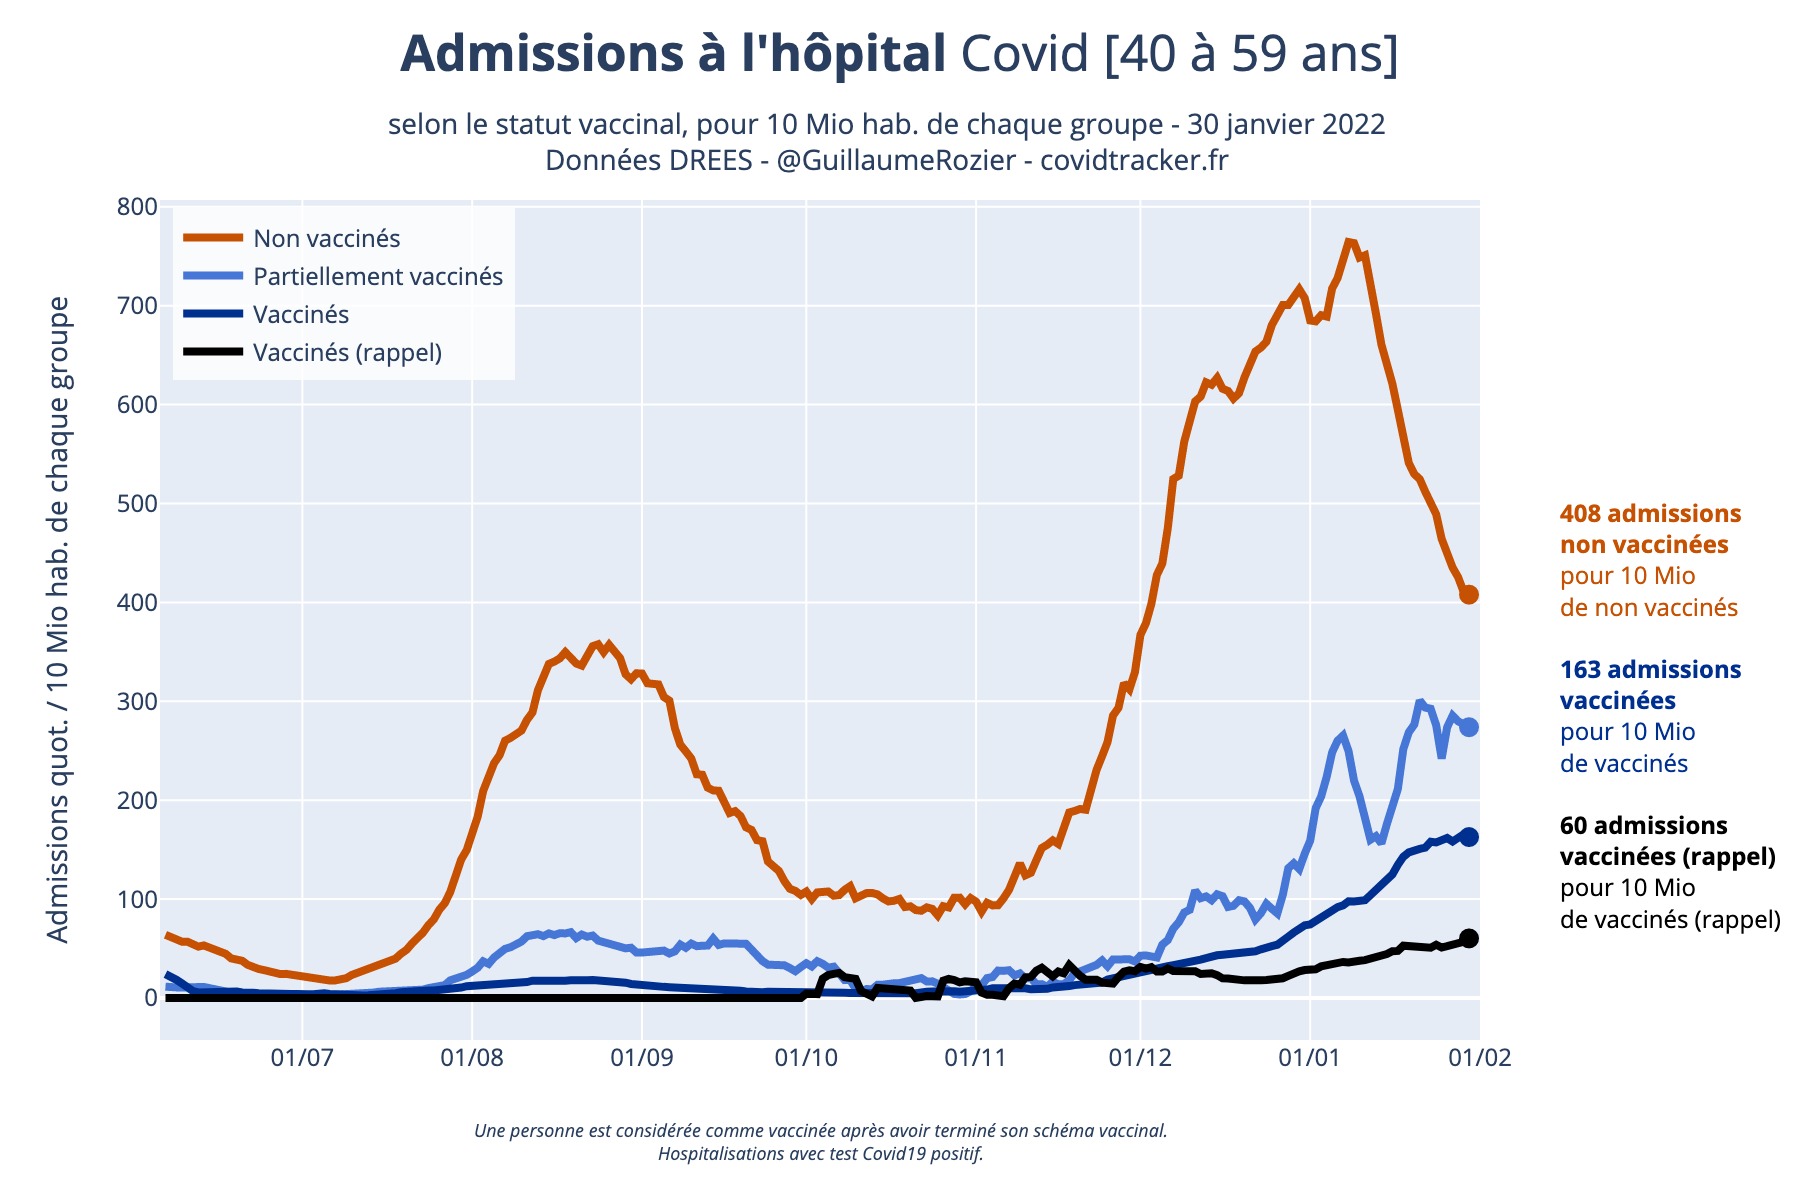 Admissions à l'hôpital Covid [40 à 59 ans]
selon le statut vaccinal, pour 10 Mio hab. de chaque groupe - 30 janvier 2022
Données DREES - @GuillaumeRozier - covidtracker.fr
Admissions quot. / 10 Mio hab. de chaque groupe
800
700
600
500
400
300
200
100
0
Non vaccinés
Partiellement vaccinés
Vaccinés
Vaccinés (rappel)
408 admissions
non vaccinées
pour 10 Mio
de non vaccinés
163 admissions
vaccinées
pour 10 Mio
de vaccinés
60 admissions
vaccinées (rappel)
pour 10 Mio
de vaccinés (rappel)
01/07 01/08 01/09 01/10 01/11 01/12 01/01 01/02
Une personne est considérée comme vaccinée après avoir terminé son schéma vaccinal.
Hospitalisations avec test Covid19 positif.